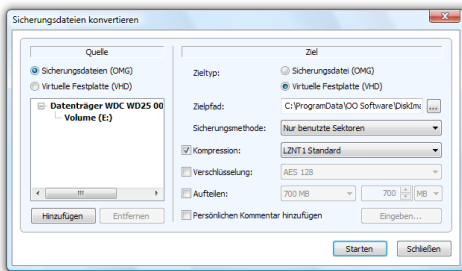 Sicherungsdateien konvertieren
Quelle
Sicherungsdateien (OMG)
Virtuelle Festplatte (VHD)
Datenträger WDC WD25 00
Volume (E:)
Hinzufügen Entfernen
Ziel
Zieltyp: Sicherungsdatei (OMG)
Virtuelle Festplatte (VHD)
Zielpfad: C:\ProgramData\OO Software\DiskIma ...
Sicherungsmethode: Nur benutzte Sektoren
Kompression: LZNT1 Standard
Verschlüsselung: AES 128
Aufteilen: 700 MB 700 MB
Persönlichen Kommentar hinzufügen Eingeben...
Starten Schließen